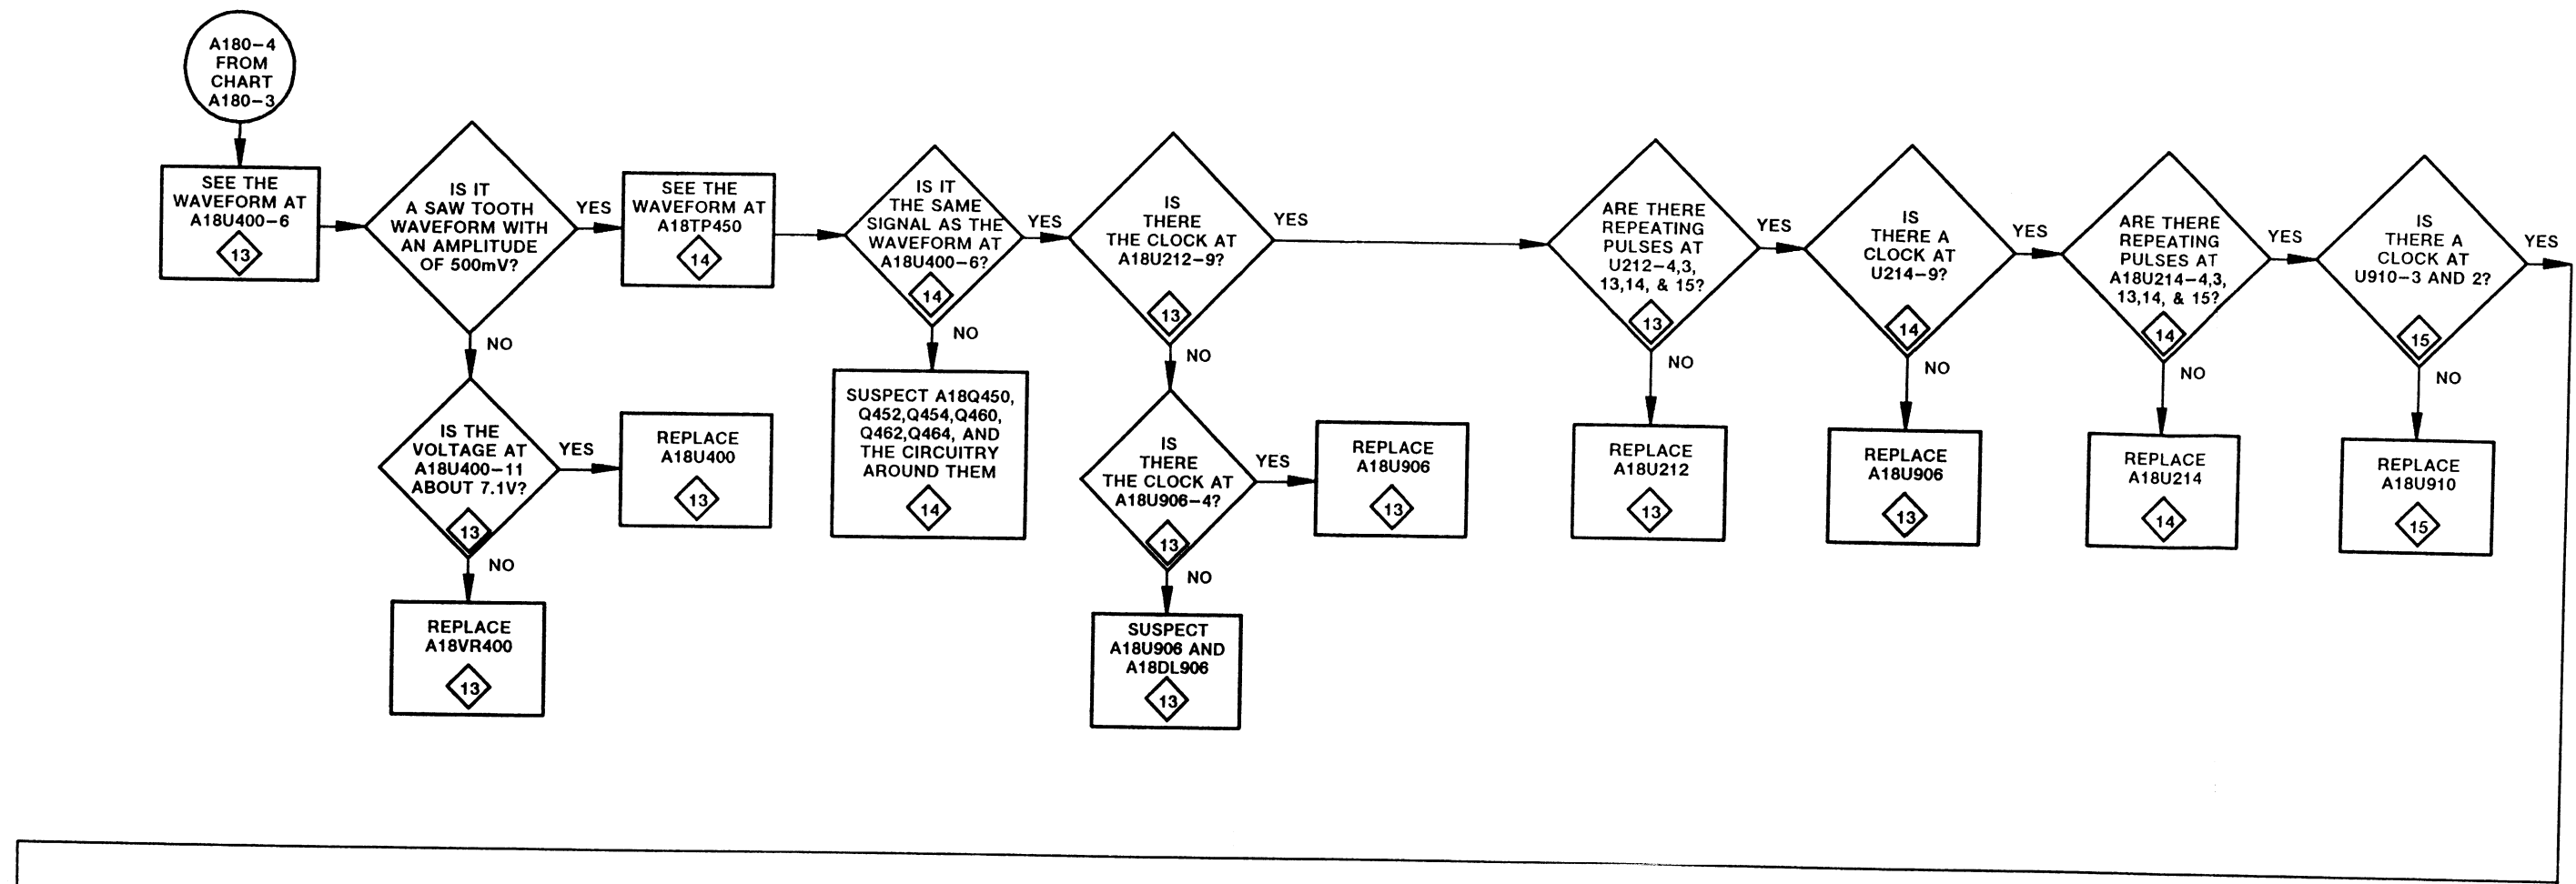 A180-4
FROM
CHART
A180-3
SEE THE
WAVEFORM AT
A18U400-6
13
IS IT
A SAW TOOTH
WAVEFORM WITH
AN AMPLITUDE
OF 500mV?
YES
NO
SEE THE
WAVEFORM AT
A18TP450
14
IS IT
THE SAME
SIGNAL AS THE
WAVEFORM AT
A18U400-6?
14
YES
NO
IS
THERE
THE CLOCK AT
A18U212-9?
13
YES
NO
ARE THERE
REPEATING
PULSES AT
U212-4,3,
13,14, & 15?
13
YES
NO
IS
THERE A
CLOCK AT
U214-9?
14
YES
NO
ARE THERE
REPEATING
PULSES AT
A18U214-4,3,
13,14, & 15?
14
YES
NO
IS
THERE A
CLOCK AT
U910-3 AND 2?
15
YES
NO
IS THE
VOLTAGE AT
A18U400-11
ABOUT 7.1V?
13
YES
NO
REPLACE
A18U400
13
SUSPECT A18Q450,
Q452,Q454,Q460,
Q462,Q464, AND
THE CIRCUITRY
AROUND THEM
14
IS
THERE
THE CLOCK AT
A18U906-4?
13
YES
NO
REPLACE
A18U906
13
REPLACE
A18U212
13
REPLACE
A18U906
13
REPLACE
A18U214
14
REPLACE
A18U910
15
REPLACE
A18VR400
13
SUSPECT
A18U906 AND
A18DL906
13